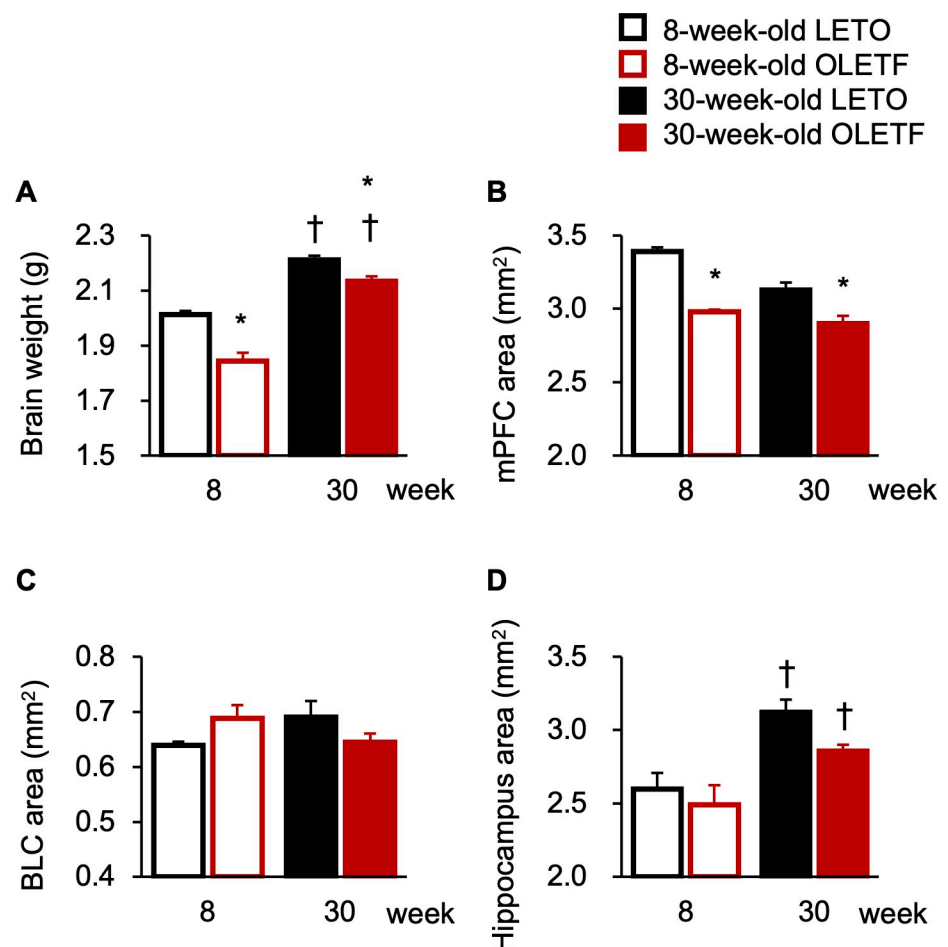 8-week-old LETO
8-week-old OLETF
30-week-old LETO
30-week-old OLETF
A
*
† †
Brain weight (g)
2.3
2.1
1.9
1.7
1.5
*
8 30 week
B
mPFC area (mm²)
3.5
3.0
2.5
2.0
* *
8 30 week
C
BLC area (mm²)
0.8
0.7
0.6
0.5
0.4
8 30 week
D
Hippocampus area (mm²)
3.5
3.0
2.5
2.0
† †
8 30 week